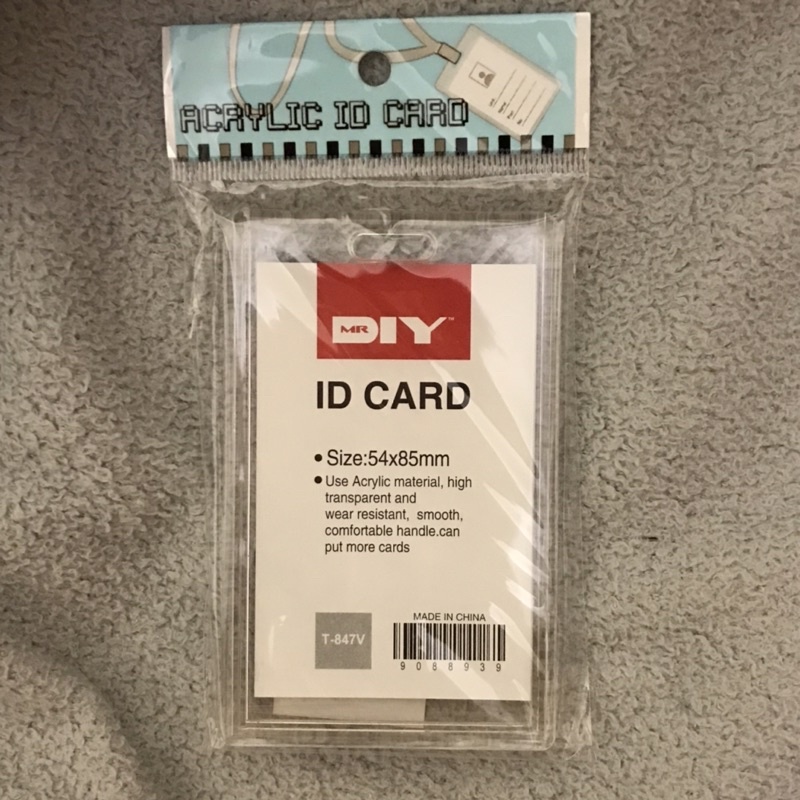 ACRYLIC ID CARD
MR DIY™
ID CARD
• Size:54x85mm
• Use Acrylic material, high
transparent and
wear resistant, smooth,
comfortable handle.can
put more cards
T-847V
MADE IN CHINA
9088939